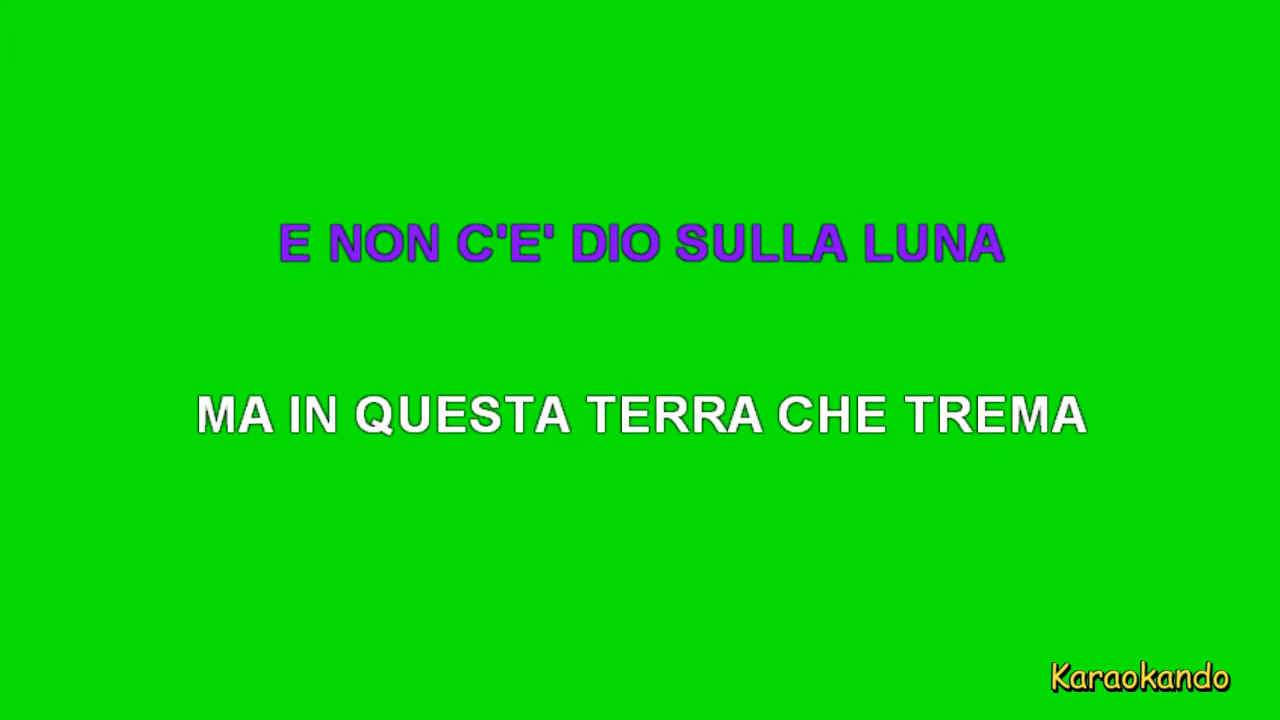 E NON C'E' DIO SULLA LUNA
MA IN QUESTA TERRA CHE TREMA
Karaokando